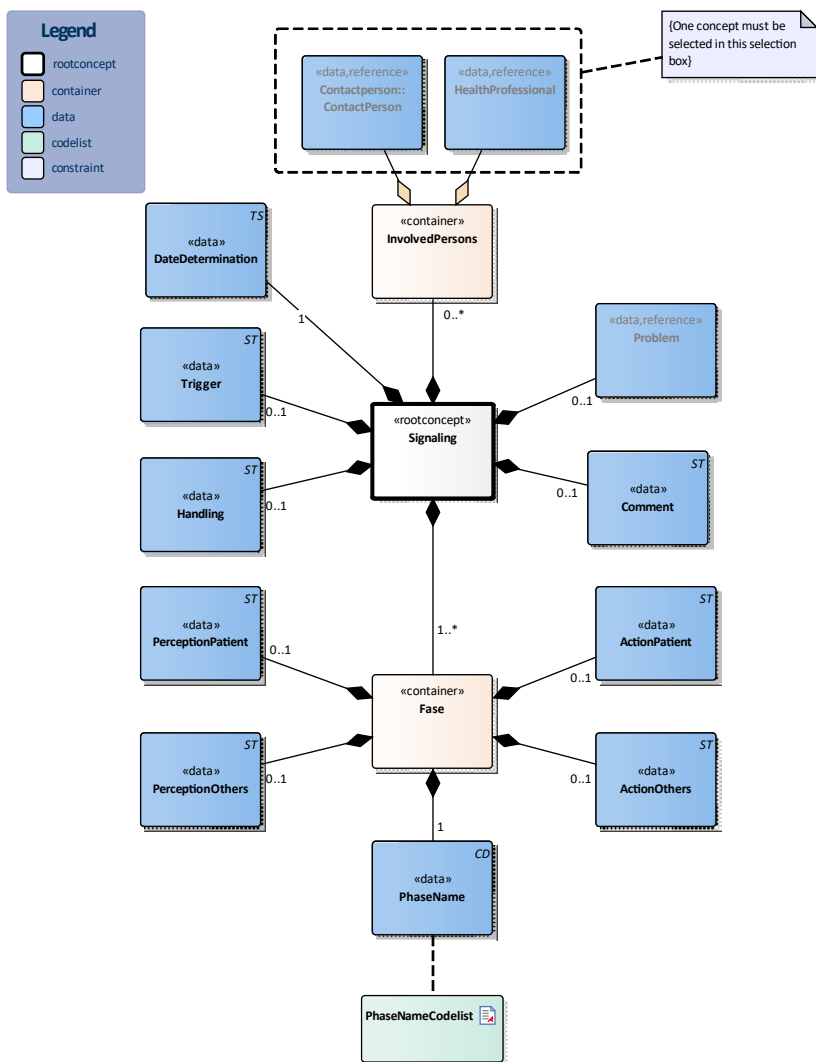 Legend
rootconcept
container
data
codelist
constraint
{One concept must be
selected in this selection
box}
«data,reference»
Contactperson::
ContactPerson
«data,reference»
HealthProfessional
«container»
InvolvedPersons
0..*
TS
«data»
DateDetermination
1
ST
«data»
Trigger
0..1
«data,reference»
Problem
0..1
«rootconcept»
Signaling
ST
«data»
Handling
0..1
ST
«data»
Comment
0..1
1..*
ST
«data»
PerceptionPatient
0..1
ST
«data»
ActionPatient
0..1
«container»
Fase
ST
«data»
PerceptionOthers
0..1
ST
«data»
ActionOthers
0..1
1
CD
«data»
PhaseName
PhaseNameCodelist